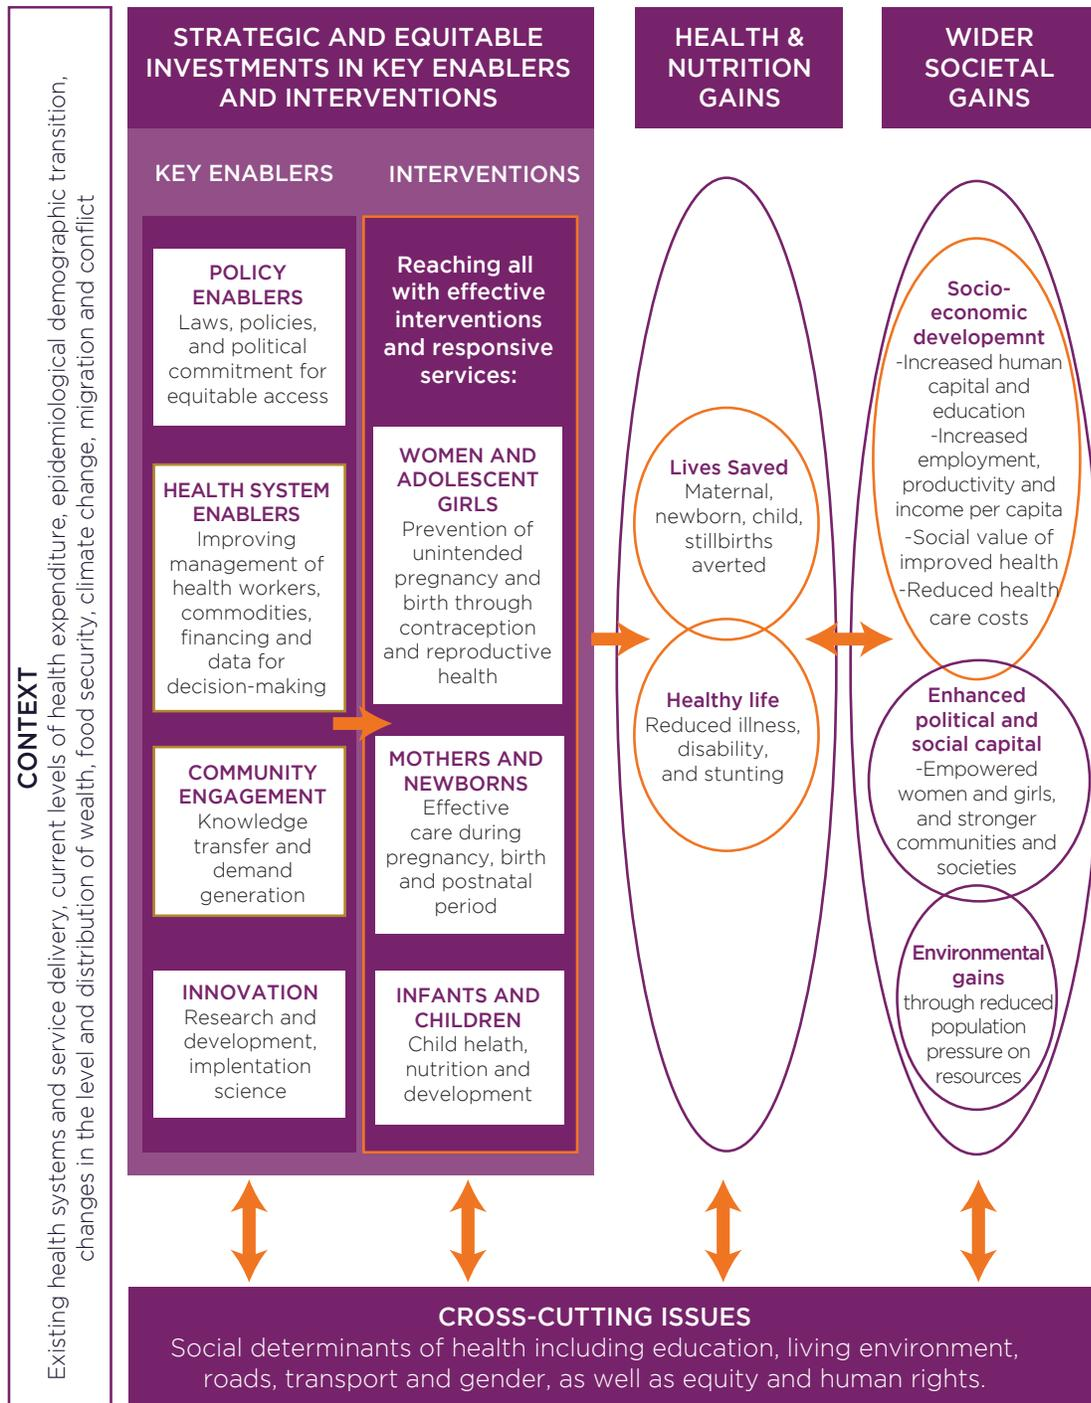 CONTEXT
Existing health systems and service delivery, current levels of health expenditure, epidemiological demographic transition,
changes in the level and distribution of wealth, food security, climate change, migration and conflict
STRATEGIC AND EQUITABLE
INVESTMENTS IN KEY ENABLERS
AND INTERVENTIONS
KEY ENABLERS
POLICY
ENABLERS
Laws, policies,
and political
commitment for
equitable access
HEALTH SYSTEM
ENABLERS
Improving
management of
health workers,
commodities,
financing and
data for
decision-making
COMMUNITY
ENGAGEMENT
Knowledge
transfer and
demand
generation
INNOVATION
Research and
development,
implentation
science
INTERVENTIONS
Reaching all
with effective
interventions
and responsive
services:
WOMEN AND
ADOLESCENT
GIRLS
Prevention of
unintended
pregnancy and
birth through
contraception
and reproductive
health
MOTHERS AND
NEWBORNS
Effective
care during
pregnancy, birth
and postnatal
period
INFANTS AND
CHILDREN
Child helath,
nutrition and
development
HEALTH &
NUTRITION
GAINS
Lives Saved
Maternal,
newborn, child,
stillbirths
averted
Healthy life
Reduced illness,
disability,
and stunting
WIDER
SOCIETAL
GAINS
Socio-
economic
developemnt
-Increased human
capital and
education
-Increased
employment,
productivity and
income per capita
-Social value of
improved health
-Reduced health
care costs
Enhanced
political and
social capital
-Empowered
women and girls,
and stronger
communities and
societies
Environmental
gains
through reduced
population
pressure on
resources
CROSS-CUTTING ISSUES
Social determinants of health including education, living environment,
roads, transport and gender, as well as equity and human rights.